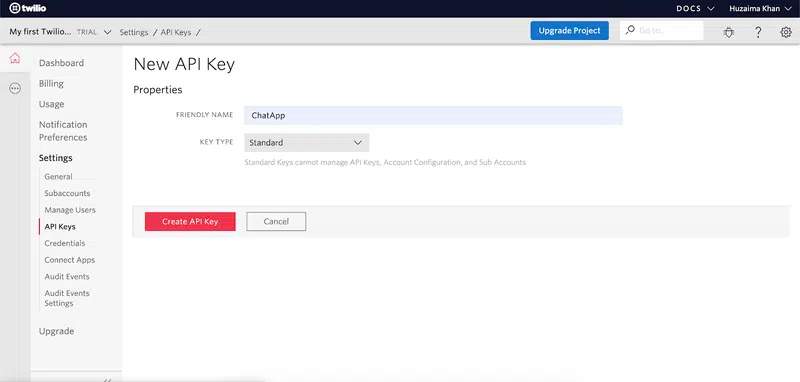 twilio DOCS Huzaima Khan
My first Twilio... TRIAL Settings / API Keys / Upgrade Project Go to... ?
Dashboard
Billing
Usage
Notification
Preferences
Settings
General
Subaccounts
Manage Users
API Keys
Credentials
Connect Apps
Audit Events
Audit Events
Settings
Upgrade
New API Key
Properties
FRIENDLY NAME ChatApp
KEY TYPE Standard
Standard Keys cannot manage API Keys, Account Configuration, and Sub Accounts
Create API Key Cancel